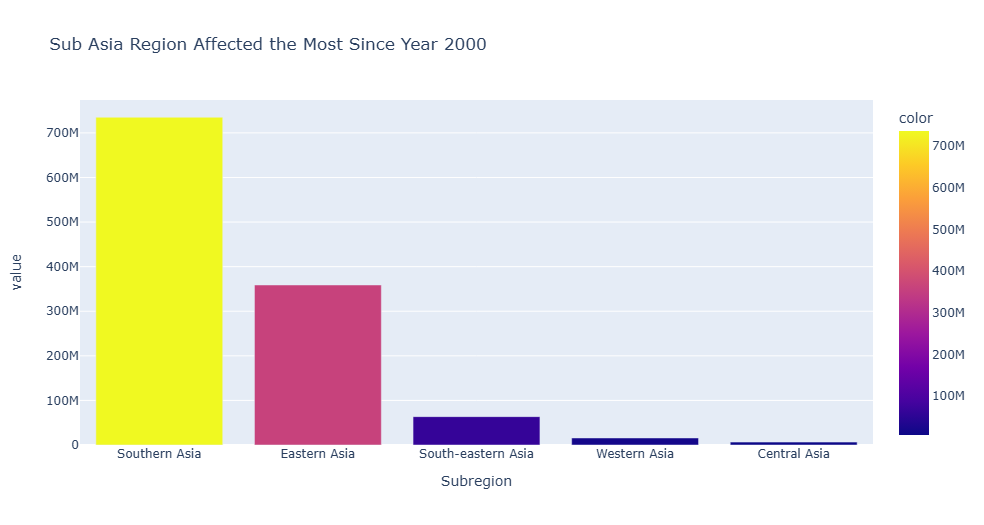 Sub Asia Region Affected the Most Since Year 2000
color
700M
600M
500M
400M
300M
200M
100M
0
value
700M
600M
500M
400M
300M
200M
100M
Southern Asia
Eastern Asia
South-eastern Asia
Western Asia
Central Asia
Subregion